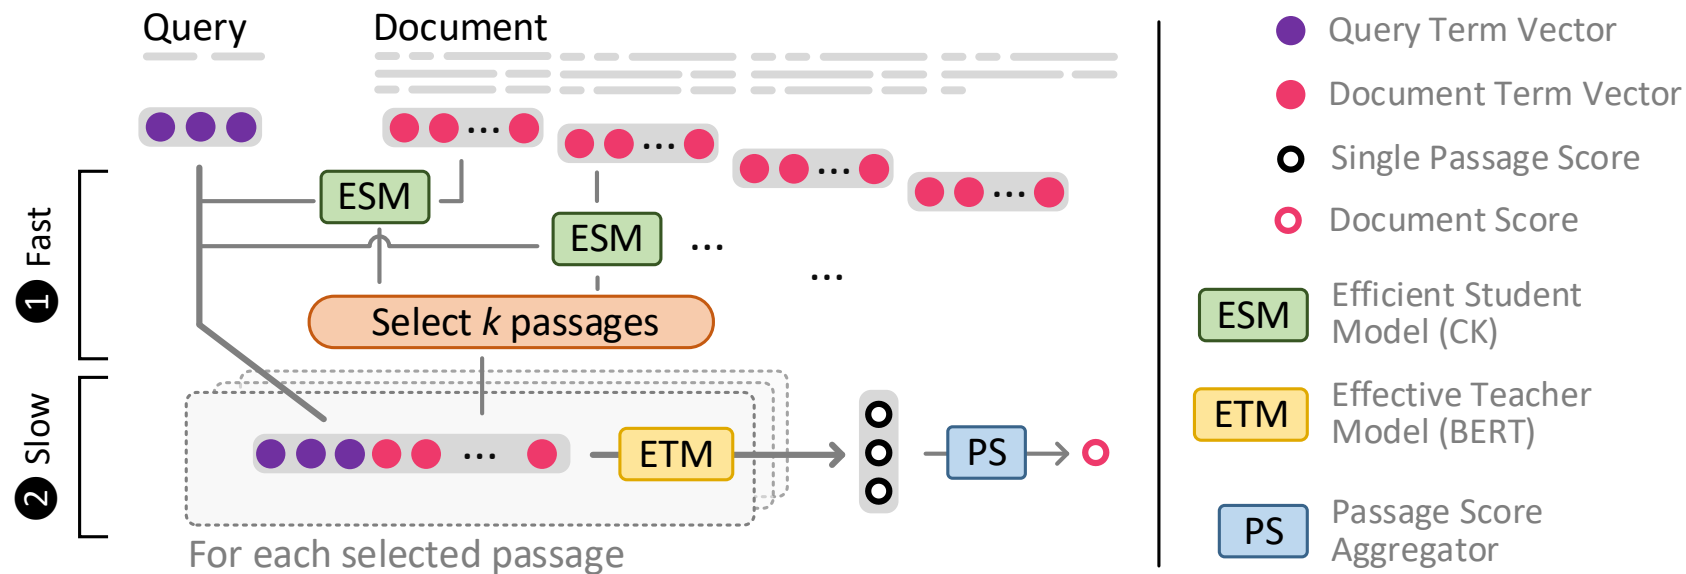 Query
Document
... 
...
...
...
ESM
ESM
...
...
1 Fast
Select k passages
2 Slow
...
ETM
PS
For each selected passage
Query Term Vector
Document Term Vector
Single Passage Score
Document Score
ESM
Efficient Student
Model (CK)
ETM
Effective Teacher
Model (BERT)
PS
Passage Score
Aggregator